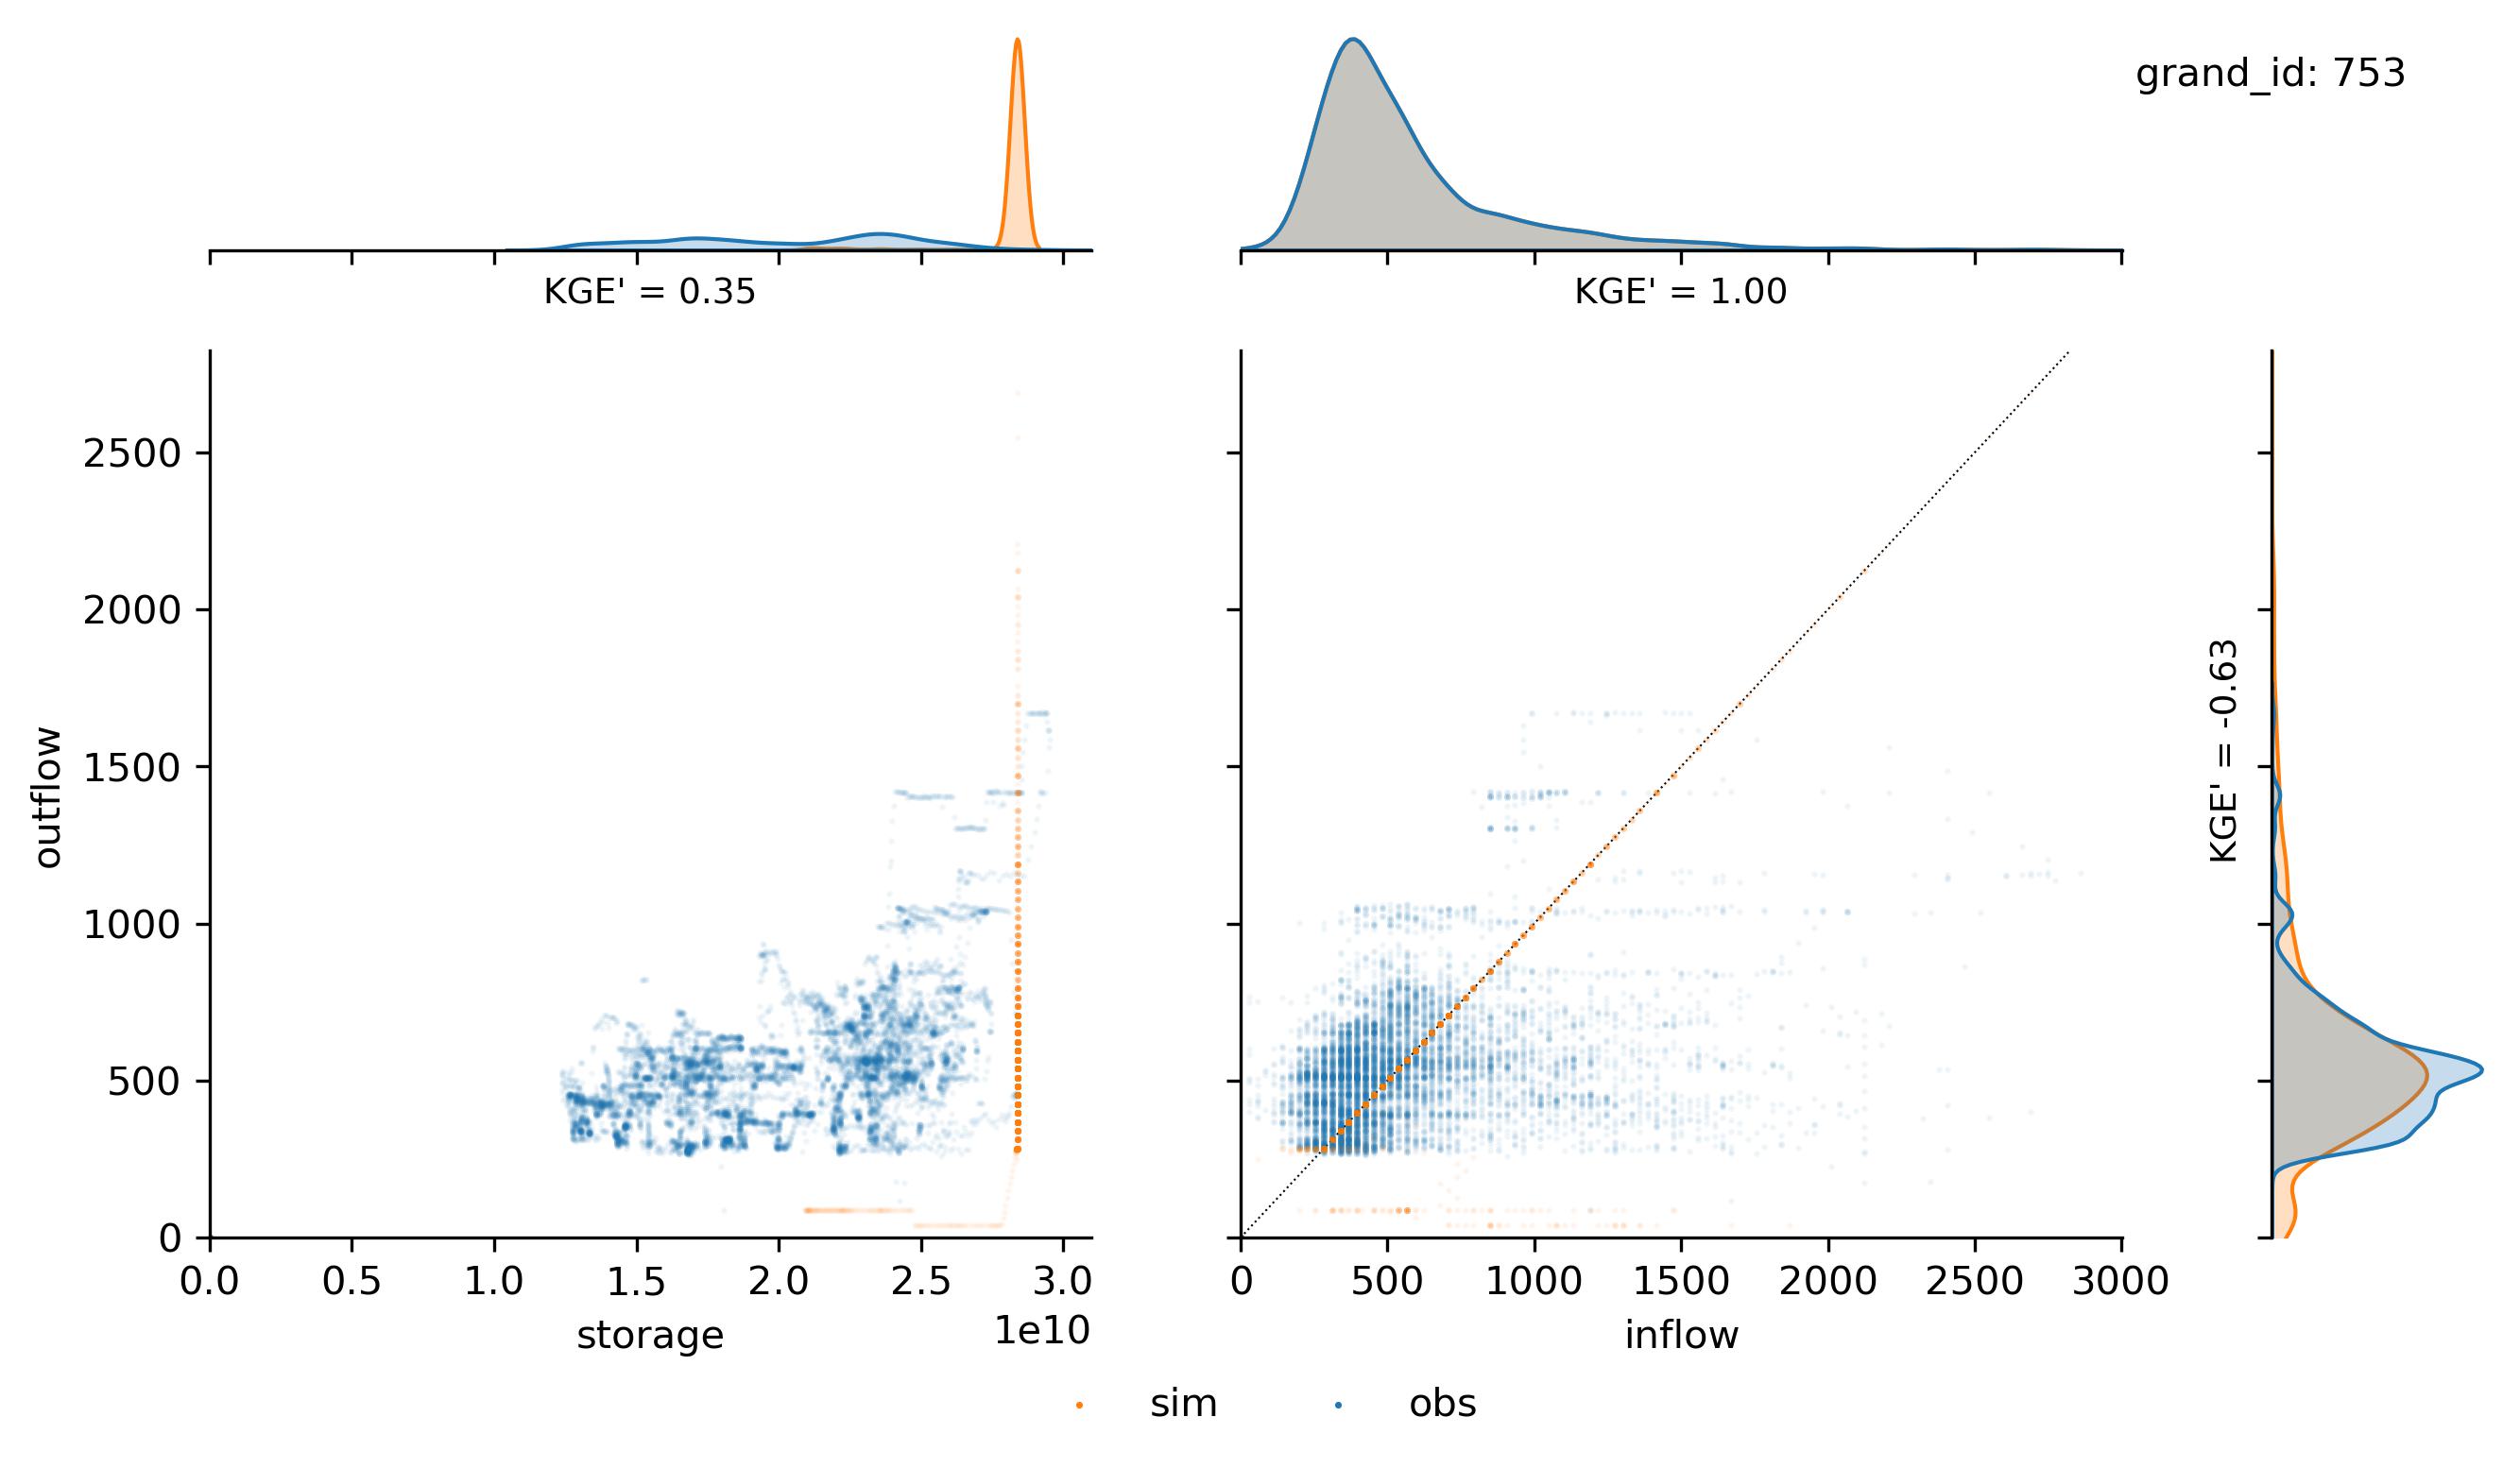 grand_id: 753
KGE' = 0.35
KGE' = 1.00
outflow
2500
2000
1500
1000
500
0
KGE' = -0.63
0.0 0.5 1.0 1.5 2.0 2.5 3.0
1e10
storage
0 500 1000 1500 2000 2500 3000
inflow
sim obs